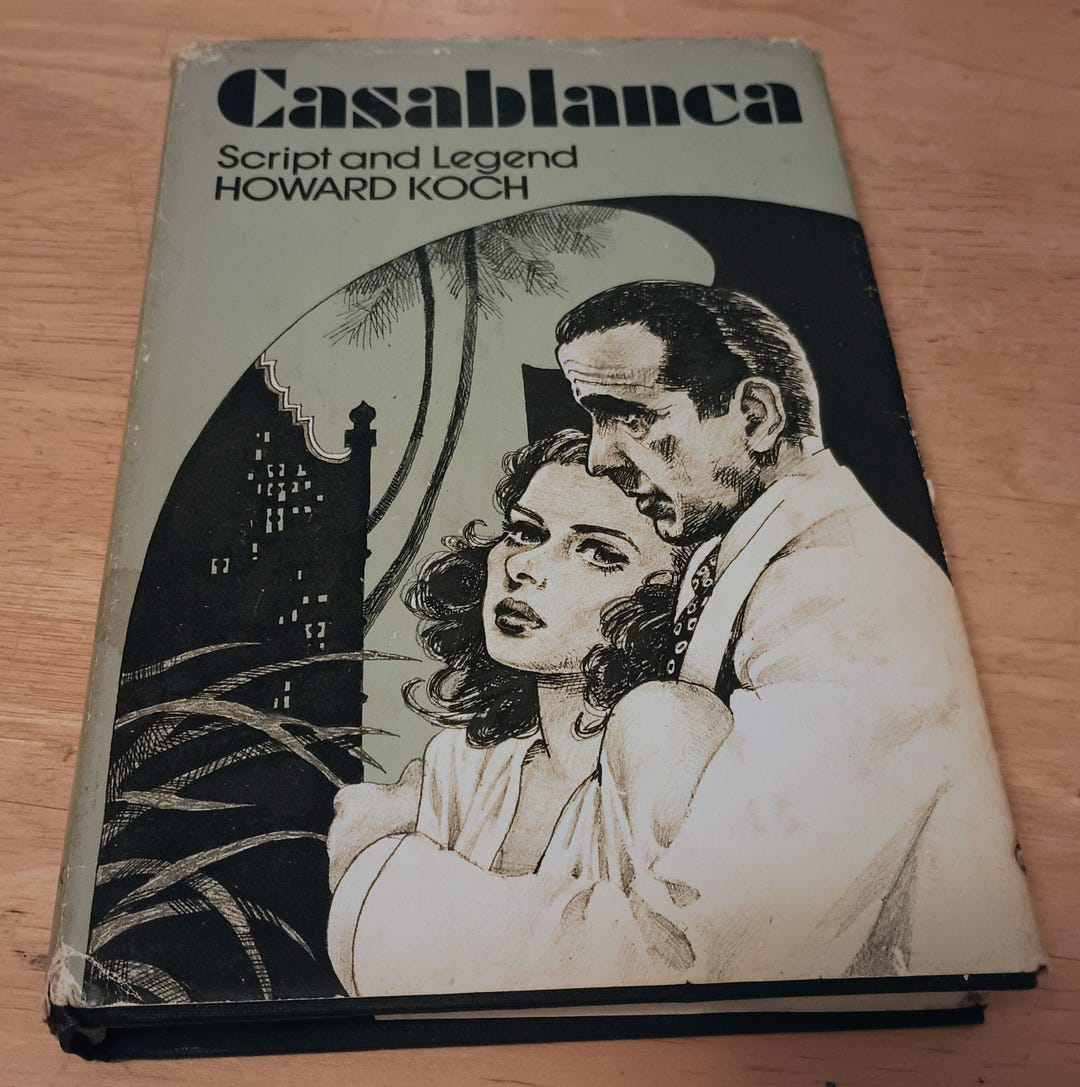 Casablanca
Script and Legend
HOWARD KOCH